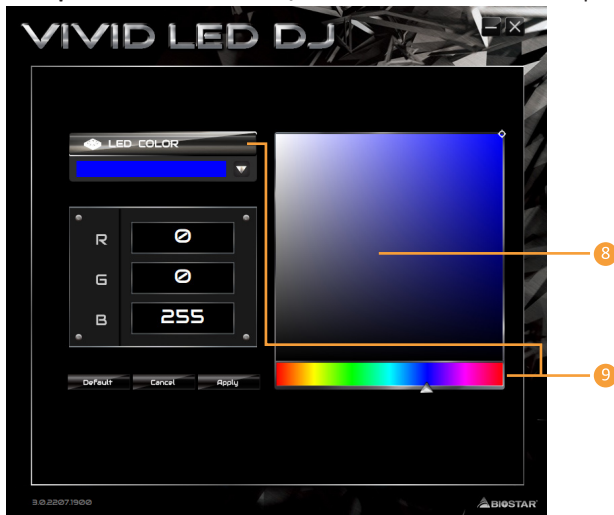 VIVID LED DJ
LED COLOR
R 0
G 0
B 255
Default Cancel Apply
8
9
3.0.2207.1900
BIOSTAR